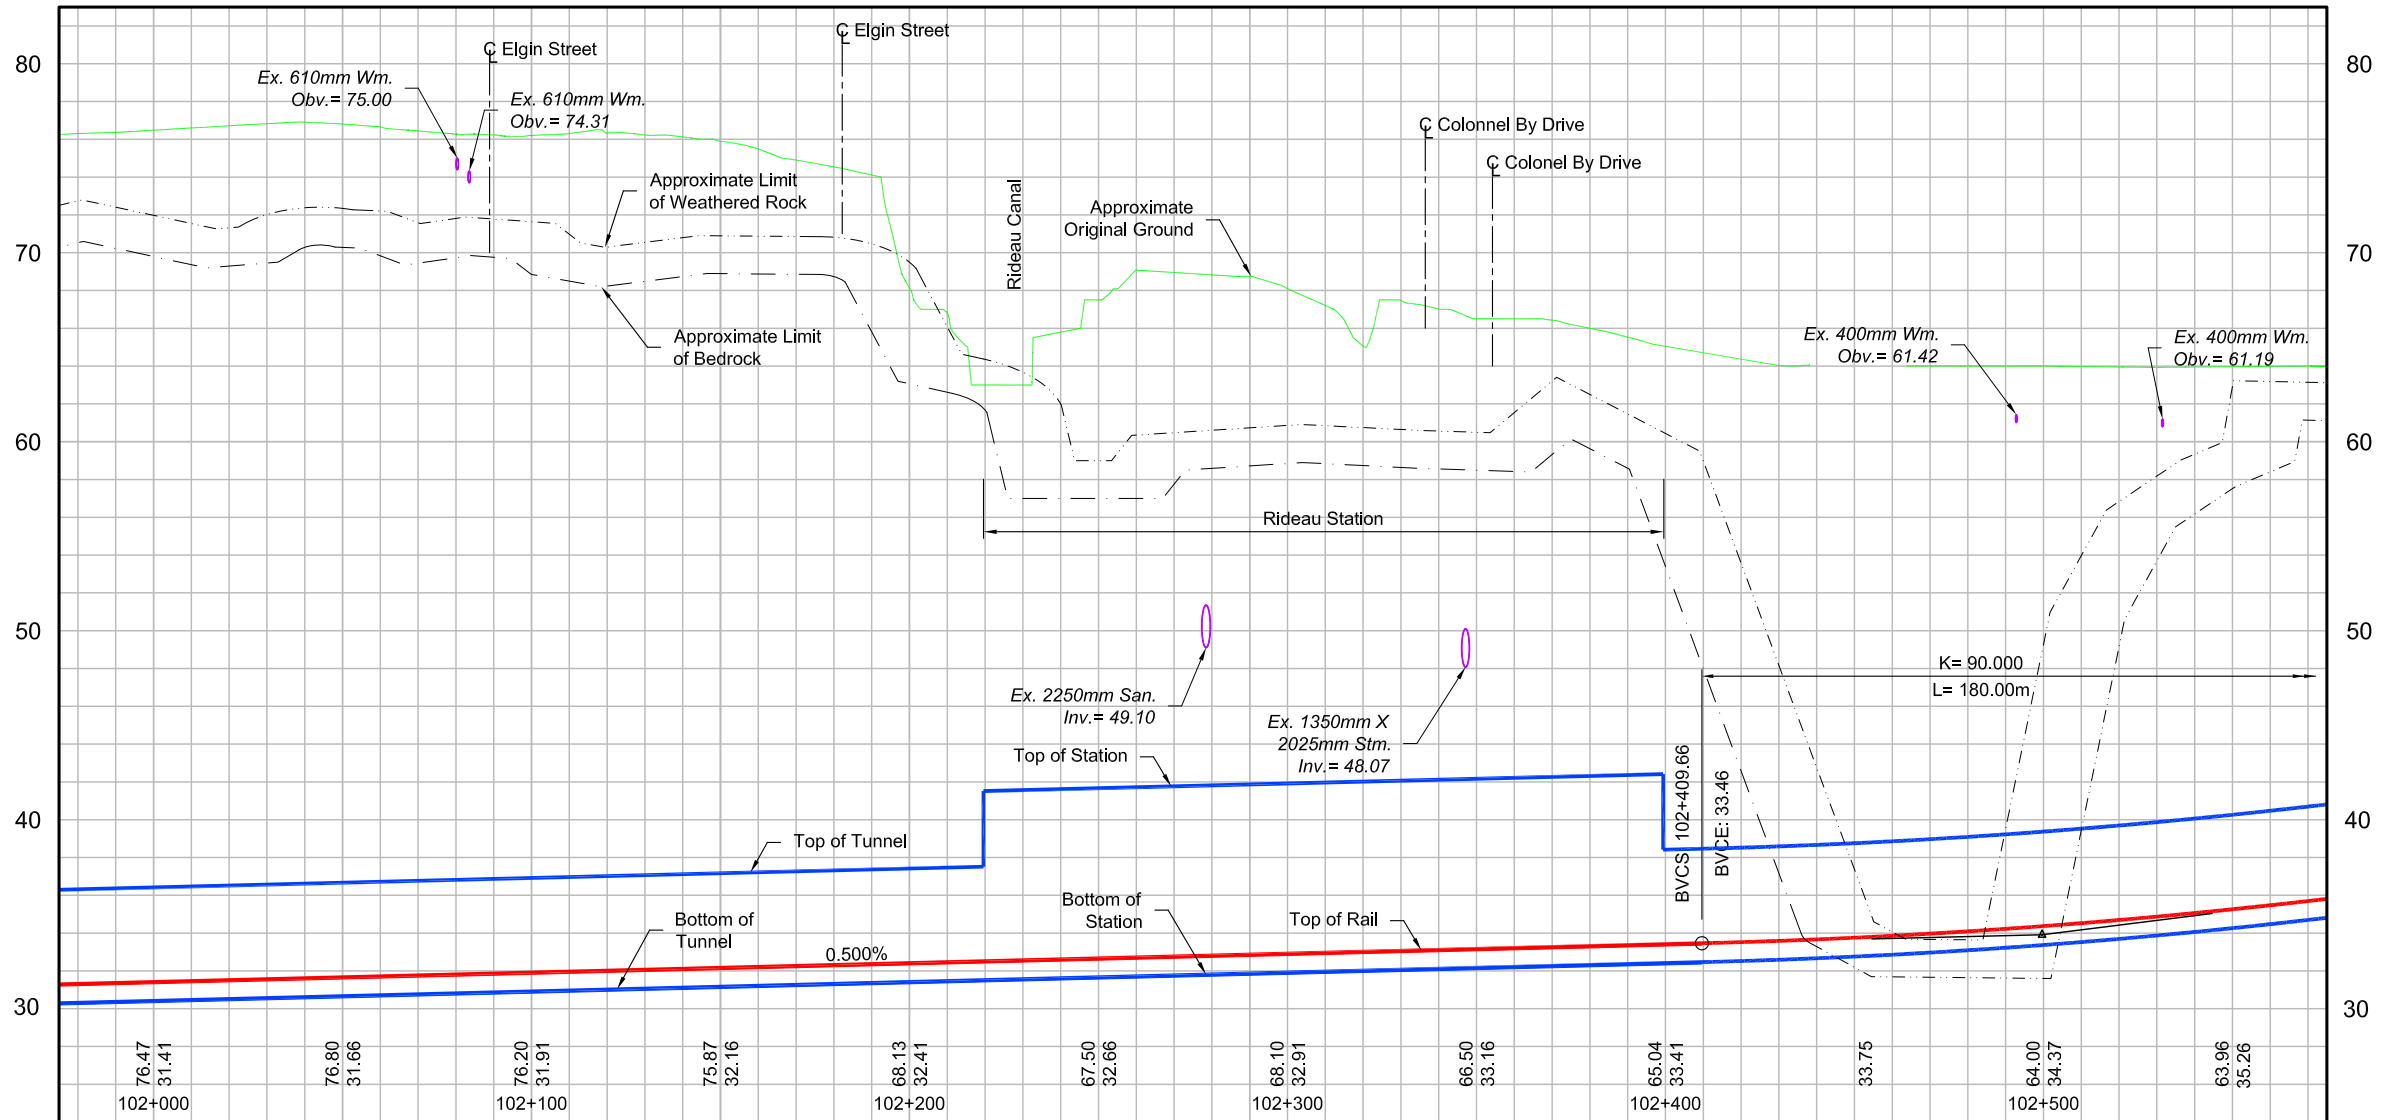 C Elgin Street
L
C Elgin Street
L
80
80
Ex. 610mm Wm.
Obv.= 75.00
Ex. 610mm Wm.
Obv.= 74.31
C Colonnel By Drive
L
C Colonel By Drive
L
Approximate Limit
of Weathered Rock
Rideau Canal
Approximate
Original Ground
70
70
Approximate Limit
of Bedrock
Ex. 400mm Wm.
Obv.= 61.42
Ex. 400mm Wm.
Obv.= 61.19
60
60
Rideau Station
50
50
K= 90.000
L= 180.00m
Ex. 2250mm San.
Inv.= 49.10
Ex. 1350mm X
2025mm Stm.
Inv.= 48.07
Top of Station
BVCS 102+409.66
BVCE: 33.46
40
40
Top of Tunnel
Bottom of
Tunnel
Bottom of
Station
Top of Rail
0.500%
30
30
76.47
31.41
76.80
31.66
76.20
31.91
75.87
32.16
68.13
32.41
67.50
32.66
68.10
32.91
66.50
33.16
65.04
33.41
33.75
64.00
34.37
63.96
35.26
102+000
102+100
102+200
102+300
102+400
102+500